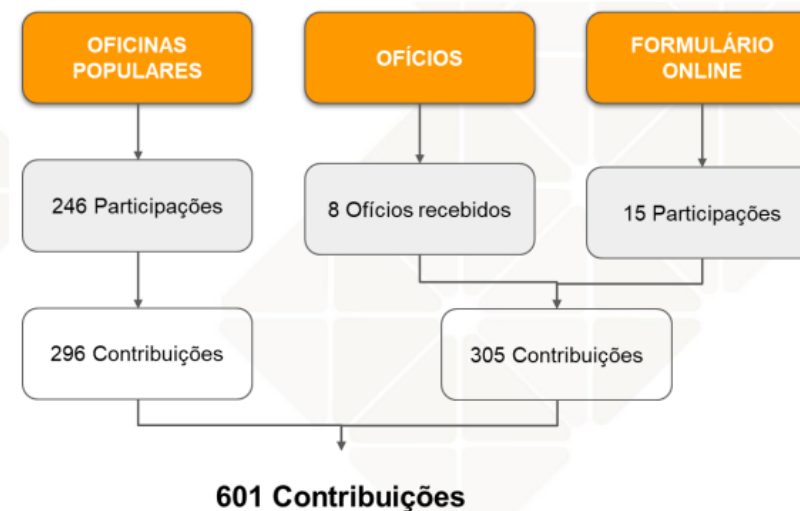 OFICINAS
POPULARES
OFÍCIOS
FORMULÁRIO
ONLINE
246 Participações
8 Ofícios recebidos
15 Participações
296 Contribuições
305 Contribuições
601 Contribuições